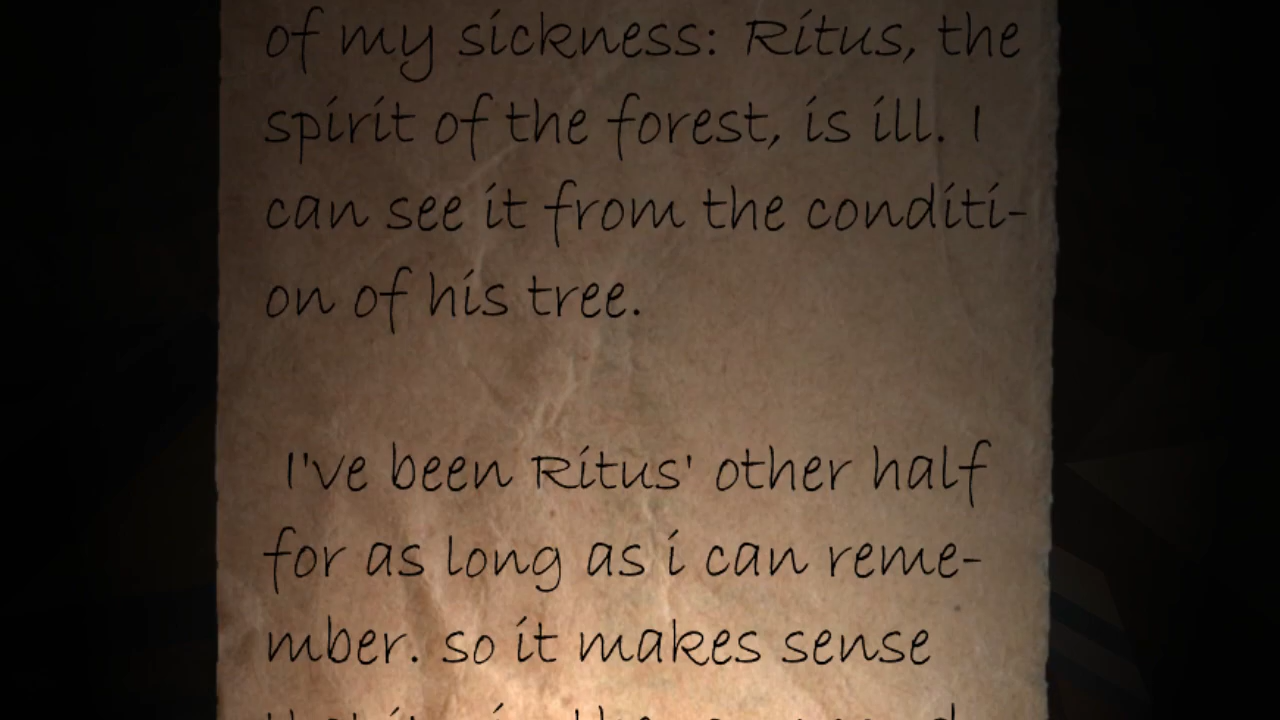 of my sickness: Ritus, the
spirit of the forest, is ill. I
can see it from the conditi-
on of his tree.
I've been Ritus' other half
for as long as i can reme-
mber. so it makes sense